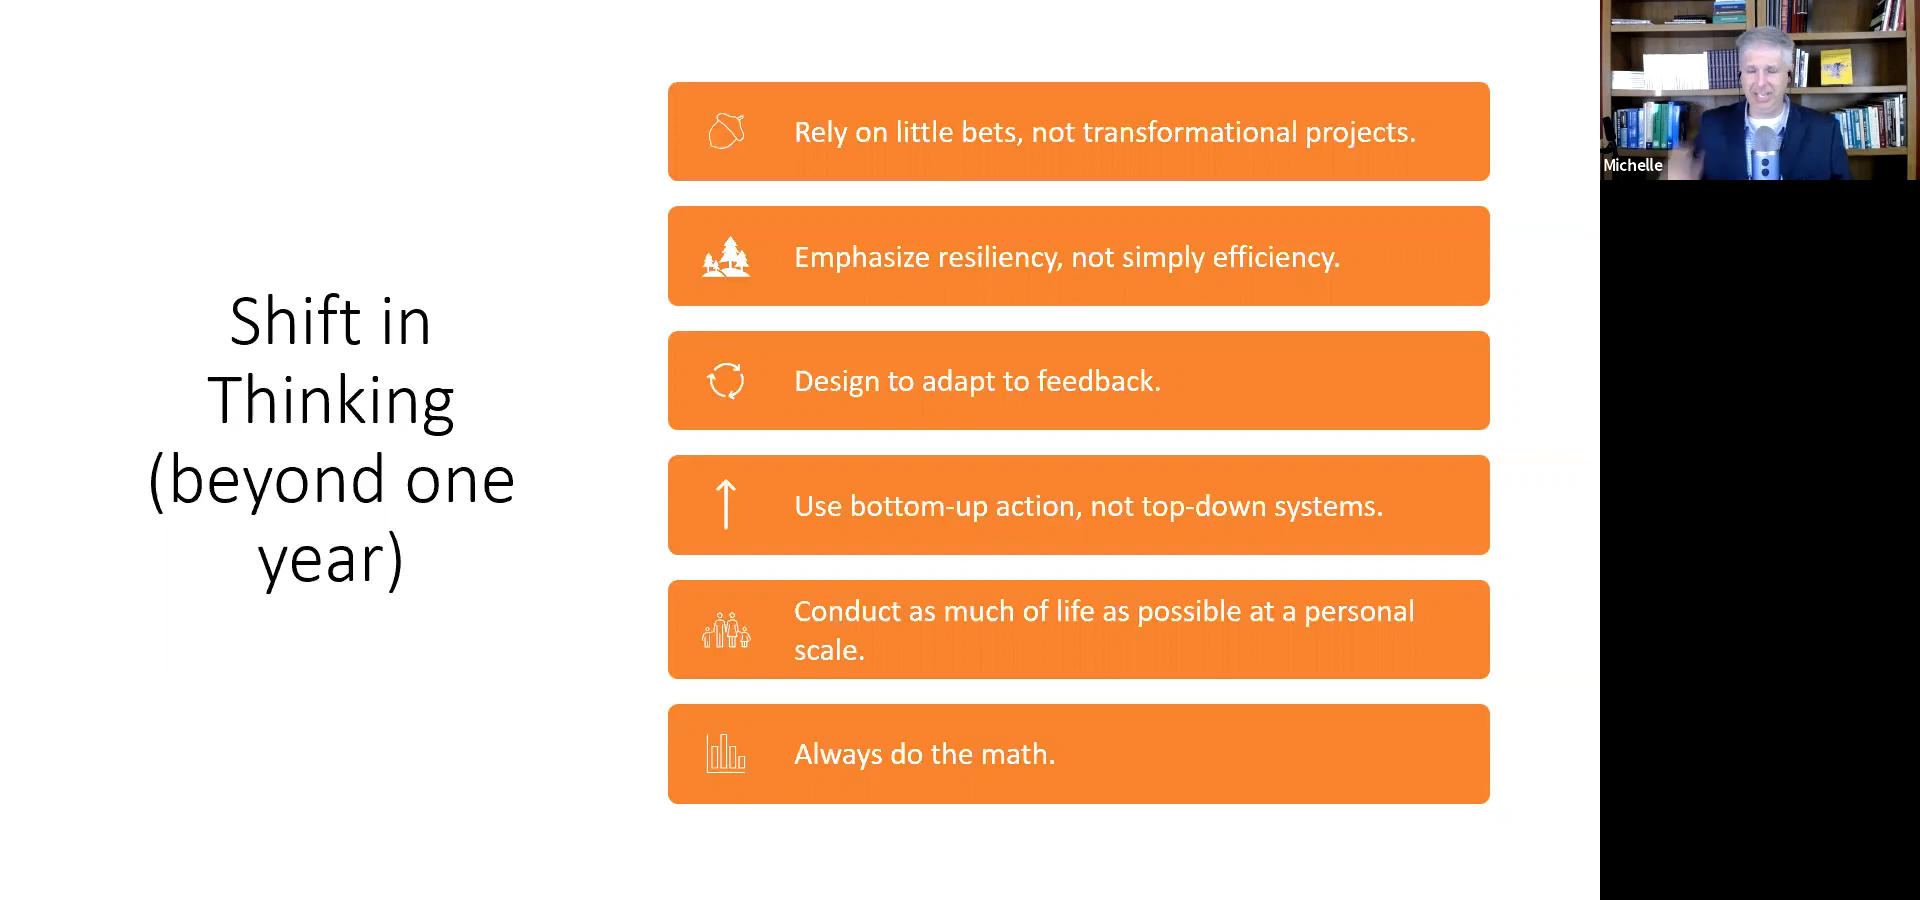 Shift in
Thinking
(beyond one
year)
Rely on little bets, not transformational projects.
Emphasize resiliency, not simply efficiency.
Design to adapt to feedback.
Use bottom-up action, not top-down systems.
Conduct as much of life as possible at a personal
scale.
Always do the math.
Michelle